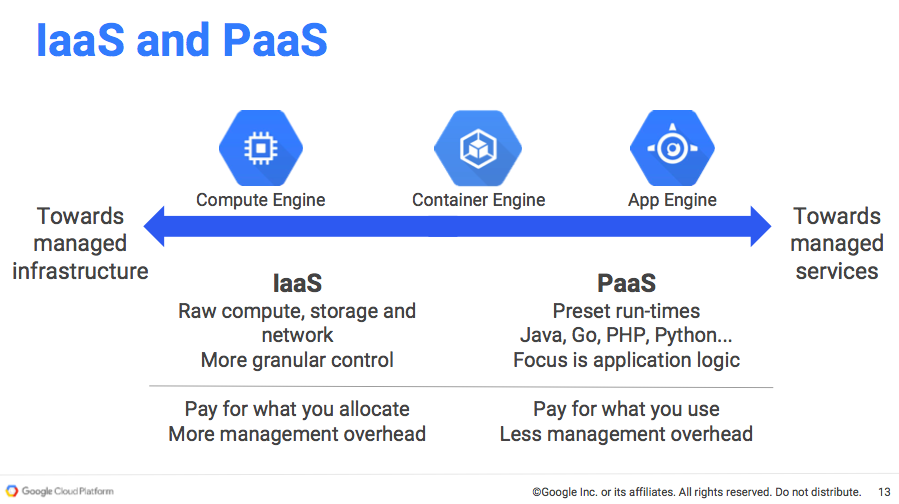 IaaS and PaaS
Compute Engine
Container Engine
App Engine
Towards
managed
infrastructure
Towards
managed
services
IaaS
Raw compute, storage and
network
More granular control
PaaS
Preset run-times
Java, Go, PHP, Python...
Focus is application logic
Pay for what you allocate
More management overhead
Pay for what you use
Less management overhead
Google Cloud Platform
©Google Inc. or its affiliates. All rights reserved. Do not distribute.
13